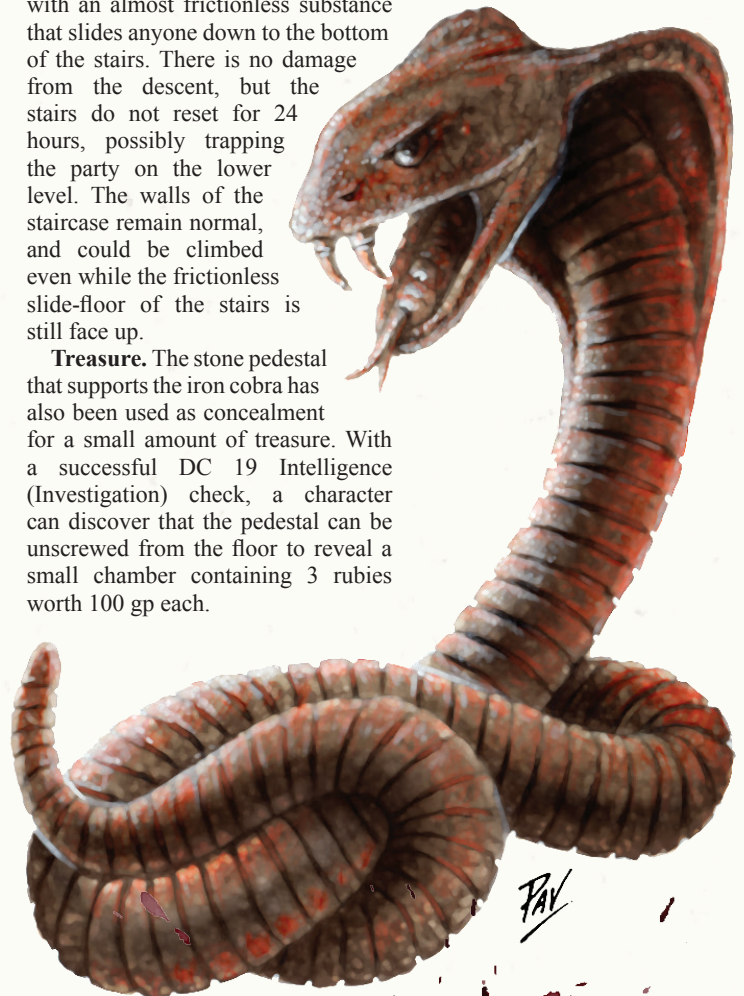 with an almost frictionless substance
that slides anyone down to the bottom
of the stairs. There is no damage
from the descent, but the
stairs do not reset for 24
hours, possibly trapping
the party on the lower
level. The walls of the
staircase remain normal,
and could be climbed
even while the frictionless
slide-floor of the stairs is
still face up.
Treasure. The stone pedestal
that supports the iron cobra has
also been used as concealment
for a small amount of treasure. With
a successful DC 19 Intelligence
(Investigation) check, a character
can discover that the pedestal can be
unscrewed from the floor to reveal a
small chamber containing 3 rubies
worth 100 gp each.
PAV